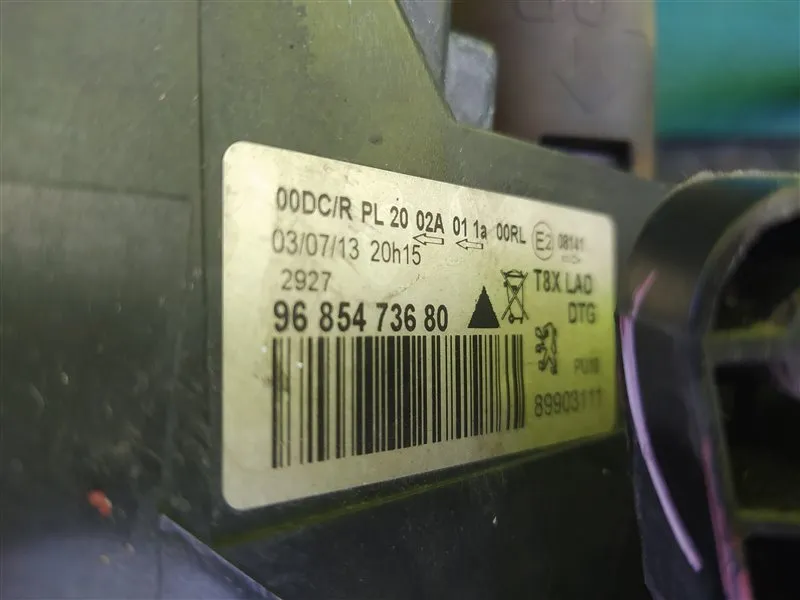 00DC/R PL 20 02A 01 1a 00RL E2 08141
03/07/13 20h15
2927
T8X LAD
96 854 736 80
DTG
89903111